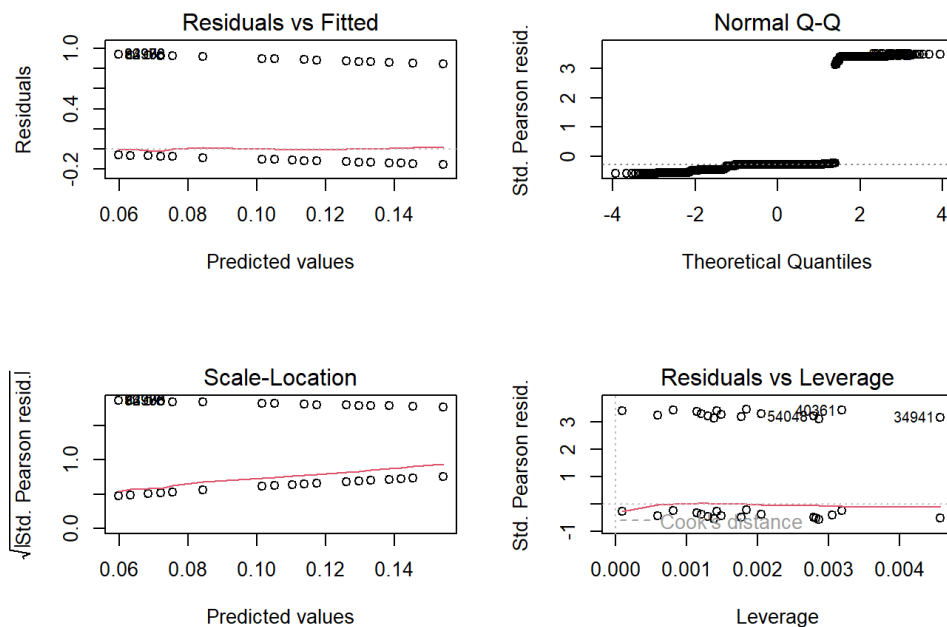 Residuals vs Fitted
Residuals
-0.2 0.4 1.0
0.06 0.08 0.10 0.12 0.14
Predicted values
Normal Q-Q
Std. Pearson resid.
0 1 2 3
-4 -2 0 2 4
Theoretical Quantiles
Scale-Location
√|Std. Pearson resid.|
0.0 1.0
0.06 0.08 0.10 0.12 0.14
Predicted values
Residuals vs Leverage
Std. Pearson resid.
-1 0 1 2 3
40361
54048
34941
Cook's distance
0.000 0.001 0.002 0.003 0.004
Leverage